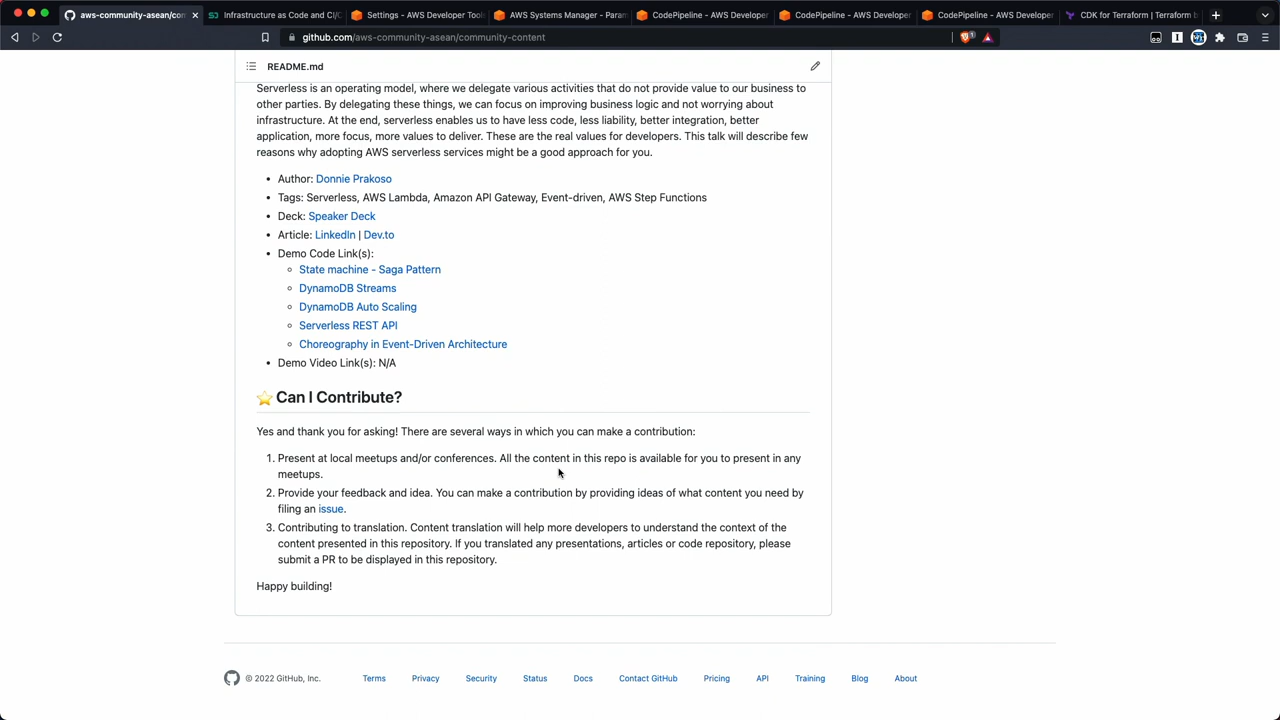 aws-community-asean/com
Infrastructure as Code and CI/C
Settings - AWS Developer Tools
AWS Systems Manager - Param
CodePipeline - AWS Developer
CodePipeline - AWS Developer
CodePipeline - AWS Developer
CDK for Terraform | Terraform b
github.com/aws-community-asean/community-content
1
README.md
Serverless is an operating model, where we delegate various activities that do not provide value to our business to
other parties. By delegating these things, we can focus on improving business logic and not worrying about
infrastructure. At the end, serverless enables us to have less code, less liability, better integration, better
application, more focus, more values to deliver. These are the real values for developers. This talk will describe few
reasons why adopting AWS serverless services might be a good approach for you.
• Author: Donnie Prakoso
• Tags: Serverless, AWS Lambda, Amazon API Gateway, Event-driven, AWS Step Functions
• Deck: Speaker Deck
• Article: LinkedIn | Dev.to
• Demo Code Link(s):
◦ State machine - Saga Pattern
◦ DynamoDB Streams
◦ DynamoDB Auto Scaling
◦ Serverless REST API
◦ Choreography in Event-Driven Architecture
• Demo Video Link(s): N/A
⭐ Can I Contribute?
Yes and thank you for asking! There are several ways in which you can make a contribution:
1. Present at local meetups and/or conferences. All the content in this repo is available for you to present in any
meetups.
2. Provide your feedback and idea. You can make a contribution by providing ideas of what content you need by
filing an issue.
3. Contributing to translation. Content translation will help more developers to understand the context of the
content presented in this repository. If you translated any presentations, articles or code repository, please
submit a PR to be displayed in this repository.
Happy building!
© 2022 GitHub, Inc.
Terms
Privacy
Security
Status
Docs
Contact GitHub
Pricing
API
Training
Blog
About